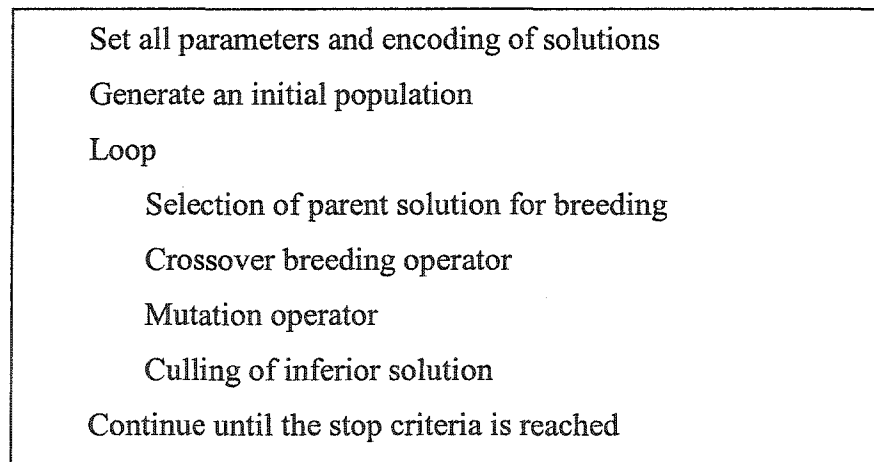 Set all parameters and encoding of solutions
Generate an initial population
Loop
Selection of parent solution for breeding
Crossover breeding operator
Mutation operator
Culling of inferior solution
Continue until the stop criteria is reached